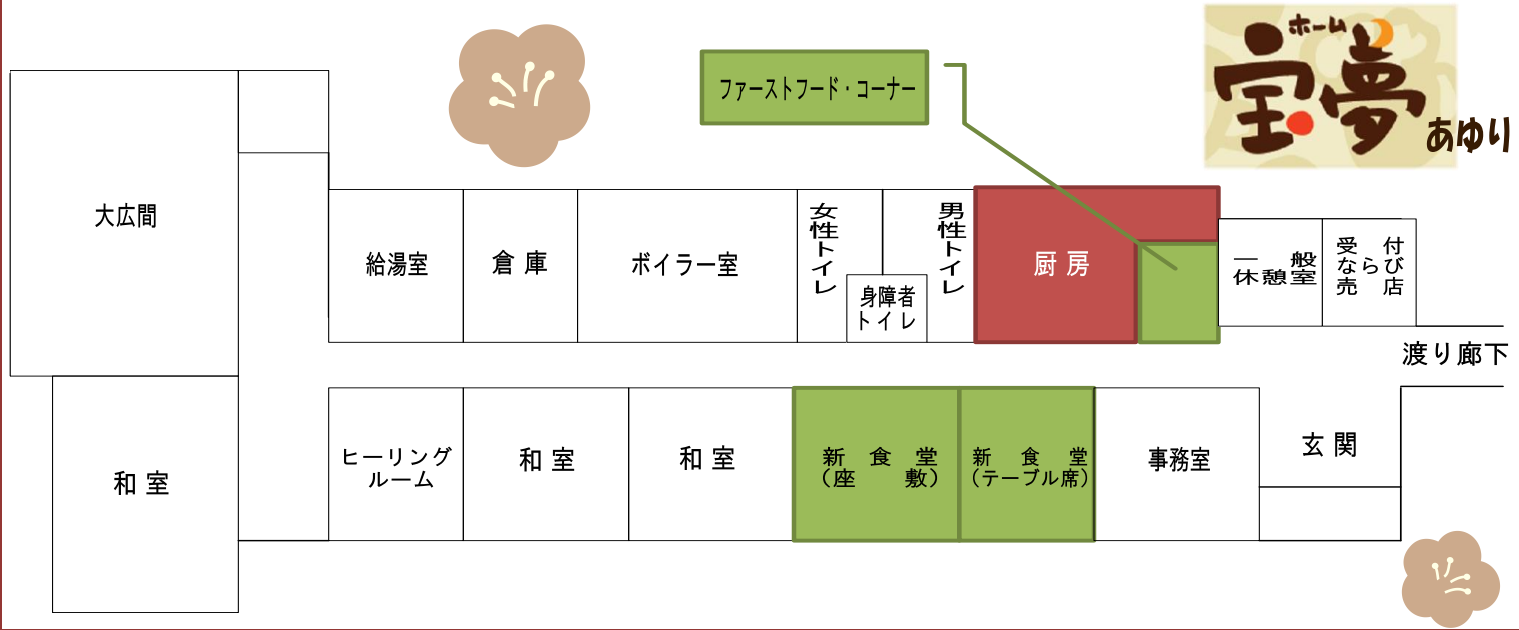 ホーム
宝夢
あゆり
ファーストフード・コーナー
大広間
給湯室
倉庫
ボイラー室
女性トイレ
身障者
トイレ
男性トイレ
厨房
一般
休憩室
受付
ならび
売店
渡り廊下
和室
ヒーリング
ルーム
和室
和室
新食堂
(座敷)
新食堂
(テーブル席)
事務室
玄関